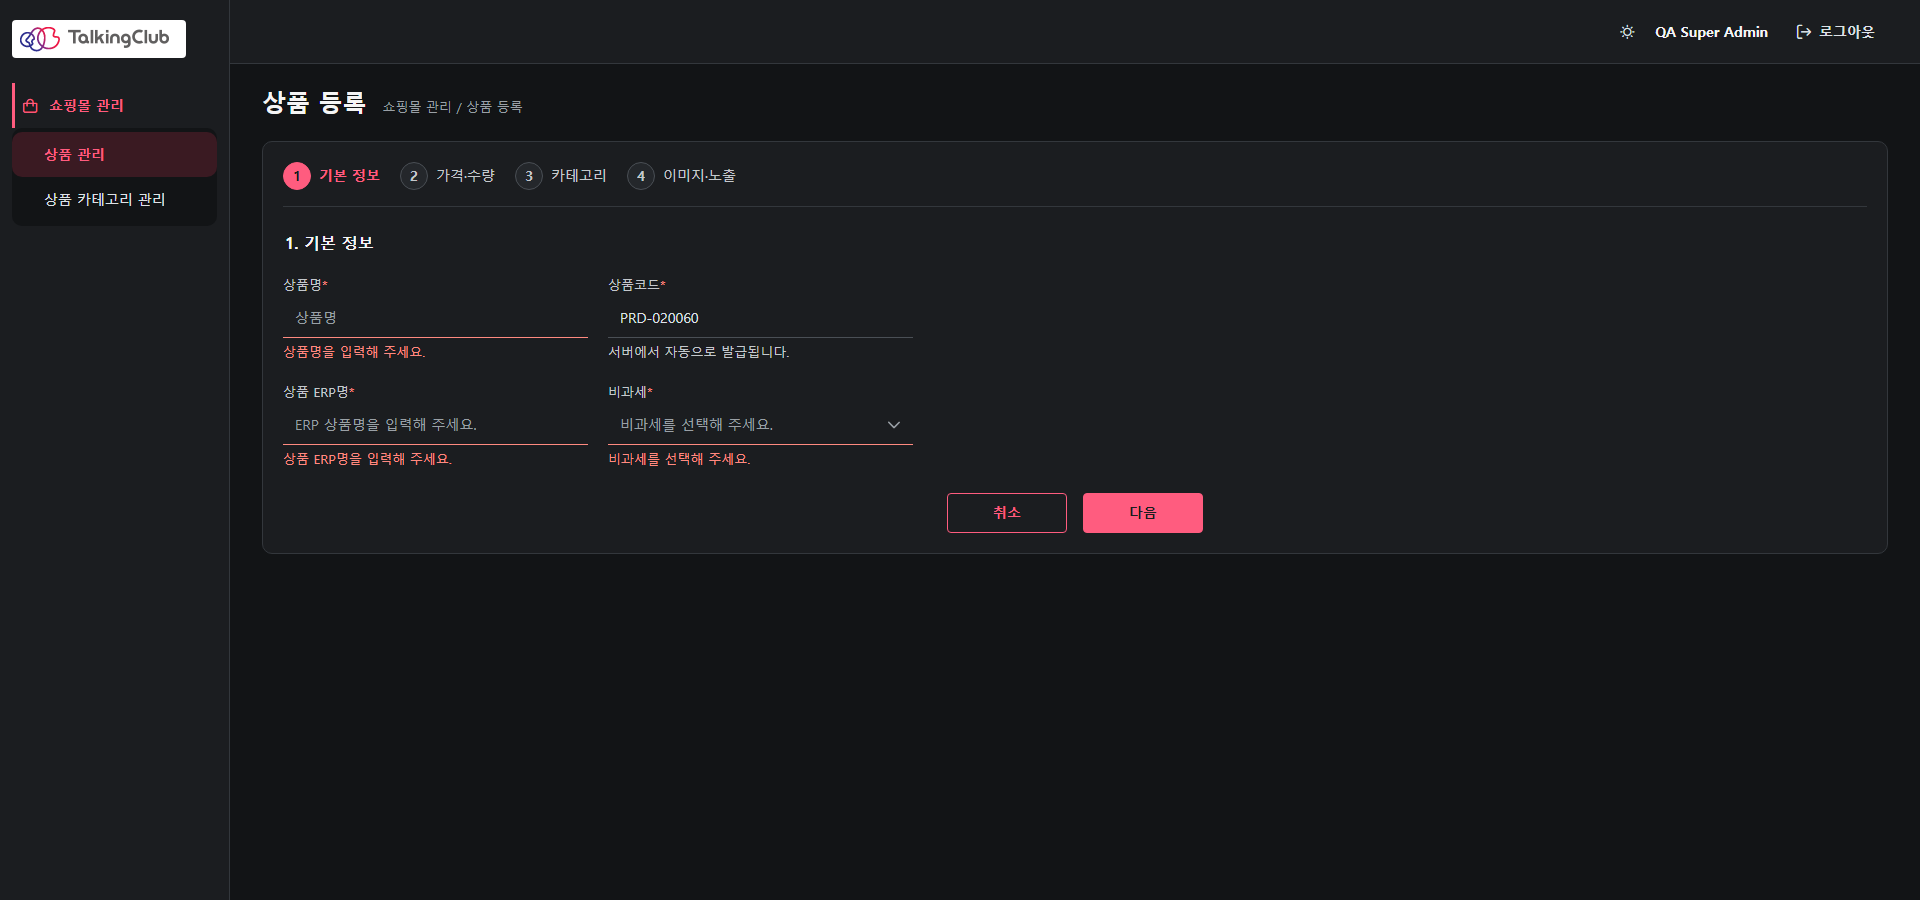 TalkingClub
QA Super Admin
로그아웃
쇼핑몰 관리
상품 관리
상품 카테고리 관리
상품 등록
쇼핑몰 관리 / 상품 등록
1 기본 정보 2 가격·수량 3 카테고리 4 이미지·노출
1. 기본 정보
상품명* 상품코드*
상품명 PRD-020060
상품명을 입력해 주세요. 서버에서 자동으로 발급됩니다.
상품 ERP명* 비과세*
ERP 상품명을 입력해 주세요. 비과세를 선택해 주세요.
상품 ERP명을 입력해 주세요. 비과세를 선택해 주세요.
취소 다음